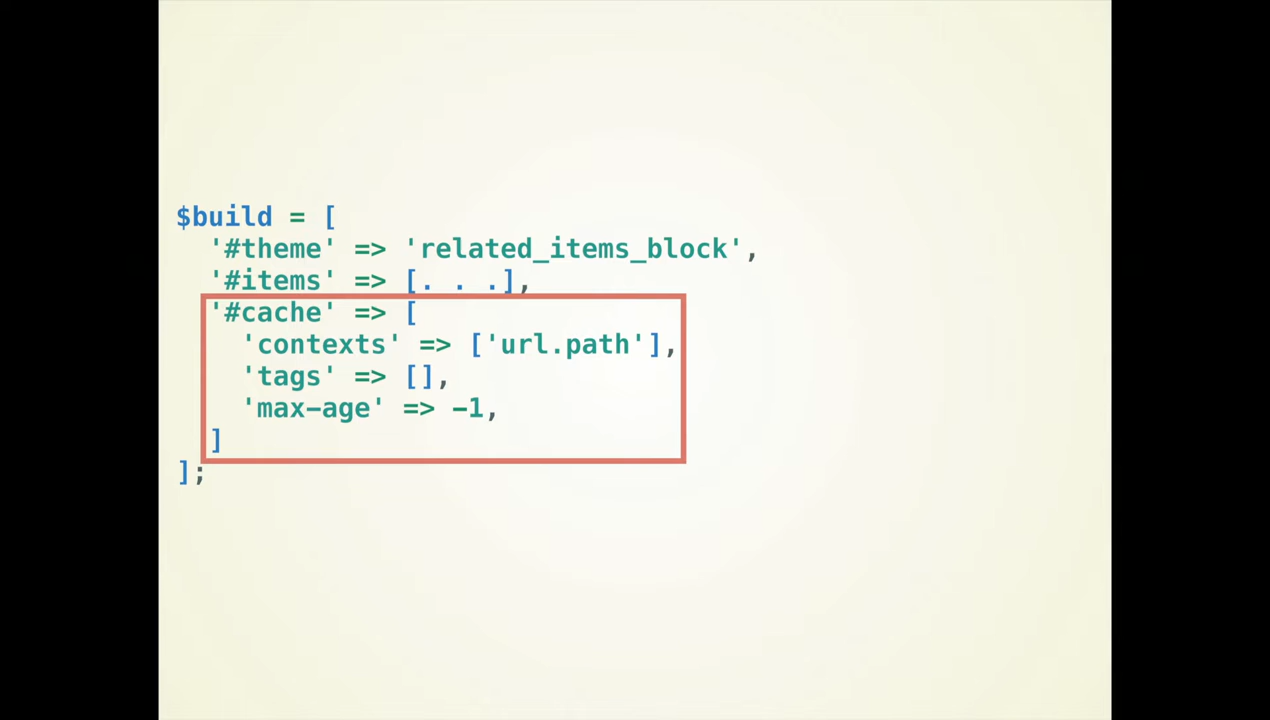 $build = [
'#theme' => 'related_items_block',
'#items' => [. . .],
'#cache' => [
'contexts' => ['url.path'],
'tags' => [],
'max-age' => -1,
]
];